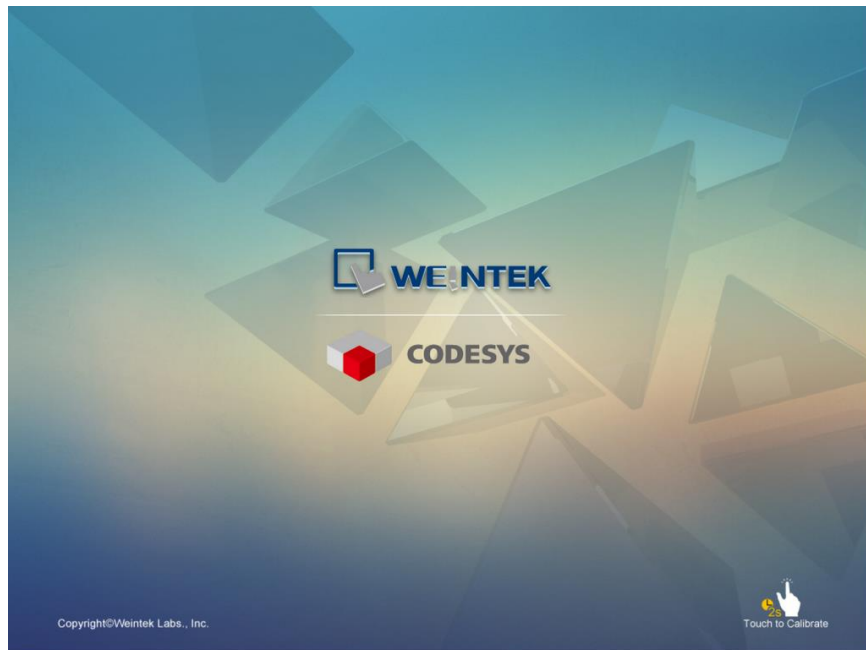 WEINTEK
CODESYS
2s
Copyright©Weintek Labs., Inc.
Touch to Calibrate